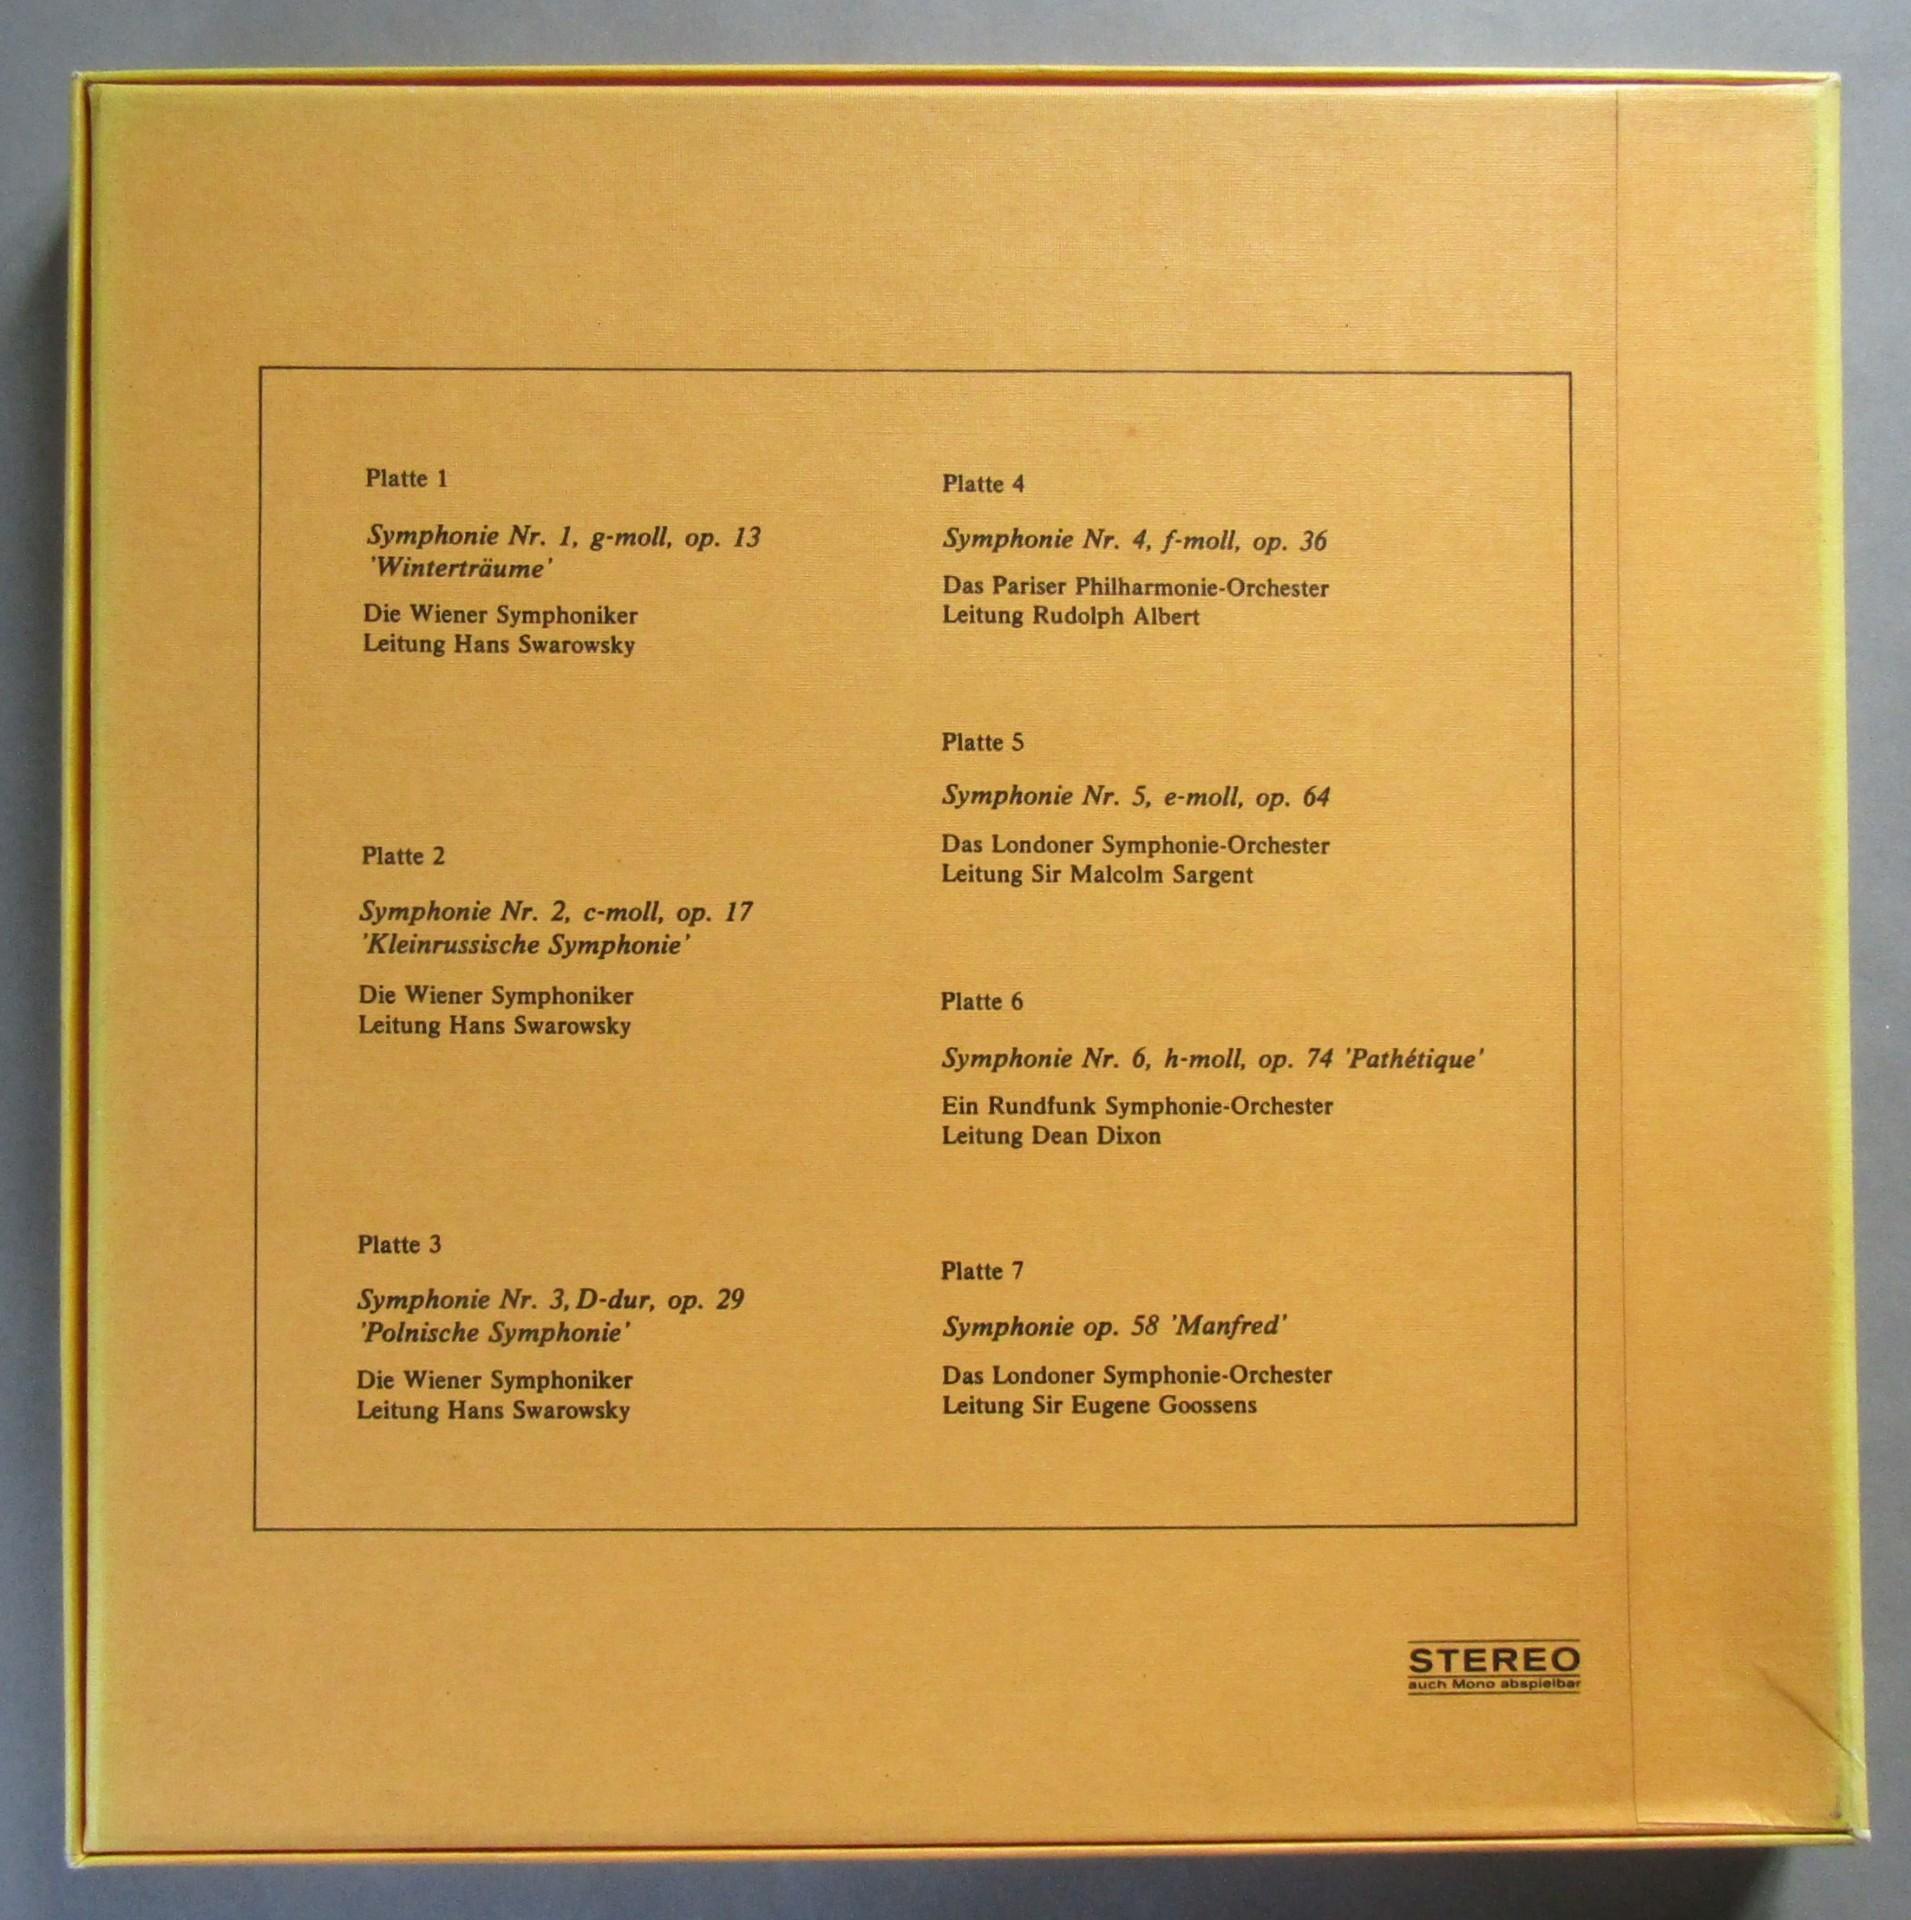 Platte 1
Symphonie Nr. 1, g-moll, op. 13
'Winterträume'
Die Wiener Symphoniker
Leitung Hans Swarowsky
Platte 2
Symphonie Nr. 2, c-moll, op. 17
'Kleinrussische Symphonie'
Die Wiener Symphoniker
Leitung Hans Swarowsky
Platte 3
Symphonie Nr. 3, D-dur, op. 29
'Polnische Symphonie'
Die Wiener Symphoniker
Leitung Hans Swarowsky
Platte 4
Symphonie Nr. 4, f-moll, op. 36
Das Pariser Philharmonie-Orchester
Leitung Rudolph Albert
Platte 5
Symphonie Nr. 5, e-moll, op. 64
Das Londoner Symphonie-Orchester
Leitung Sir Malcolm Sargent
Platte 6
Symphonie Nr. 6, h-moll, op. 74 'Pathétique'
Ein Rundfunk Symphonie-Orchester
Leitung Dean Dixon
Platte 7
Symphonie op. 58 'Manfred'
Das Londoner Symphonie-Orchester
Leitung Sir Eugene Goossens
STEREO
auch Mono abspielbar